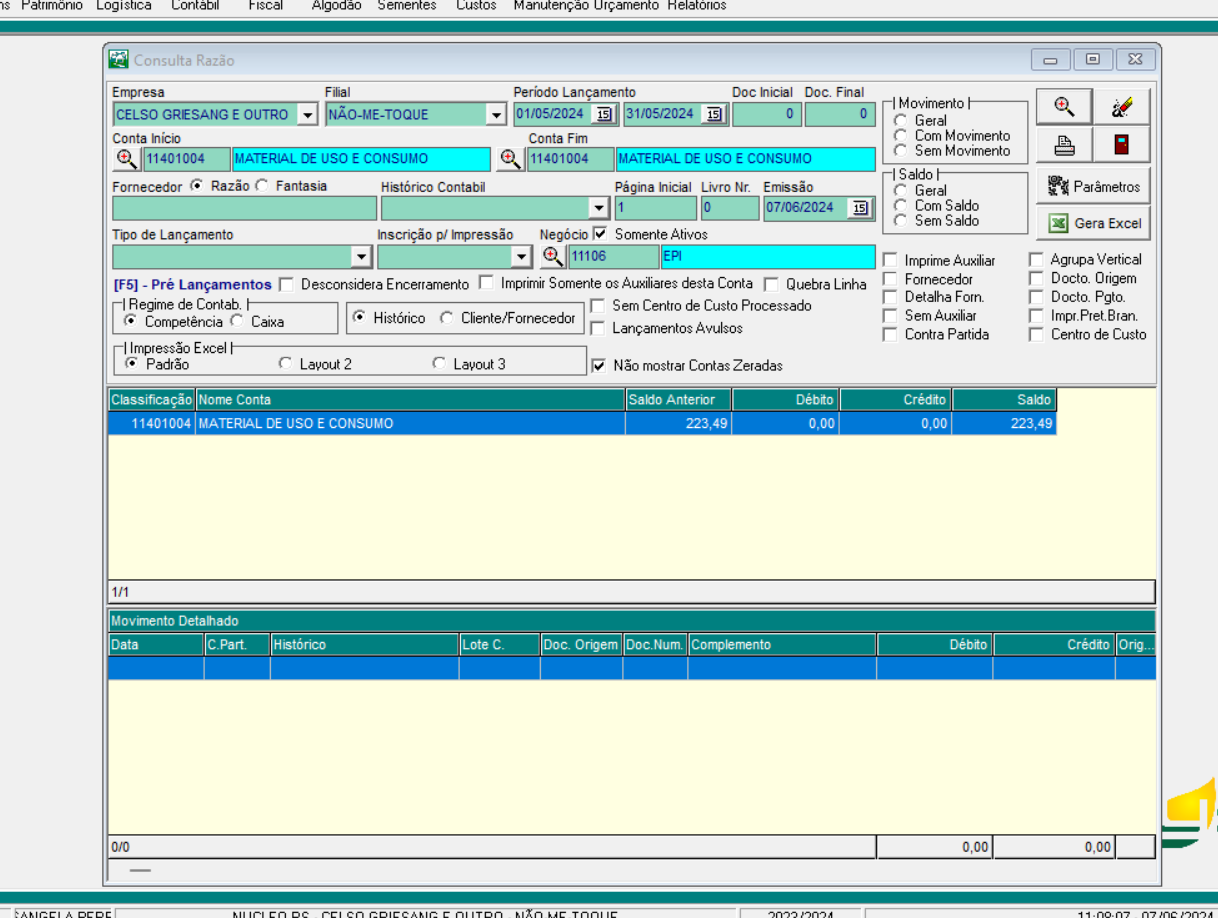 Patrimônio Logística Contábil Fiscal Algodão Sementes Custos Manutenção Orçamento Relatórios
Consulta Razão
Empresa Filial Período Lançamento Doc Inicial Doc. Final
CELSO GRIESANG E OUTRO NÃO-ME-TOQUE 01/05/2024 15 31/05/2024 15 0 0
Movimento
Geral
Com Movimento
Sem Movimento
Conta Início Conta Fim
11401004 MATERIAL DE USO E CONSUMO 11401004 MATERIAL DE USO E CONSUMO
Saldo
Geral
Com Saldo
Sem Saldo
Parâmetros
Gera Excel
Fornecedor Razão Fantasia Histórico Contabil Página Inicial Livro Nr. Emissão
1 0 07/06/2024 15
Tipo de Lançamento Inscrição p/ Impressão Negócio Somente Ativos
11106 EPI
[F5] - Pré Lançamentos Desconsidera Encerramento Imprimir Somente os Auxiliares desta Conta Quebra Linha
Imprime Auxiliar Agrupa Vertical
Fornecedor Docto. Origem
Detalha Forn. Docto. Pgto.
Sem Auxiliar Impr.Pret.Bran.
Contra Partida Centro de Custo
Regime de Contab.
Competência Caixa
Histórico Cliente/Fornecedor
Sem Centro de Custo Processado
Lançamentos Avulsos
Impressão Excel
Padrão Layout 2 Layout 3
Não mostrar Contas Zeradas
Classificação Nome Conta Saldo Anterior Débito Crédito Saldo
11401004 MATERIAL DE USO E CONSUMO 223,49 0,00 0,00 223,49
1/1
Movimento Detalhado
Data C.Part. Histórico Lote C. Doc. Origem Doc.Num. Complemento Débito Crédito Orig...
0/0 0,00 0,00
NUCLEO RS - CELSO GRIESANG E OUTRO - NÃO-ME-TOQUE 2023/2024 11:08:07 - 07/06/2024